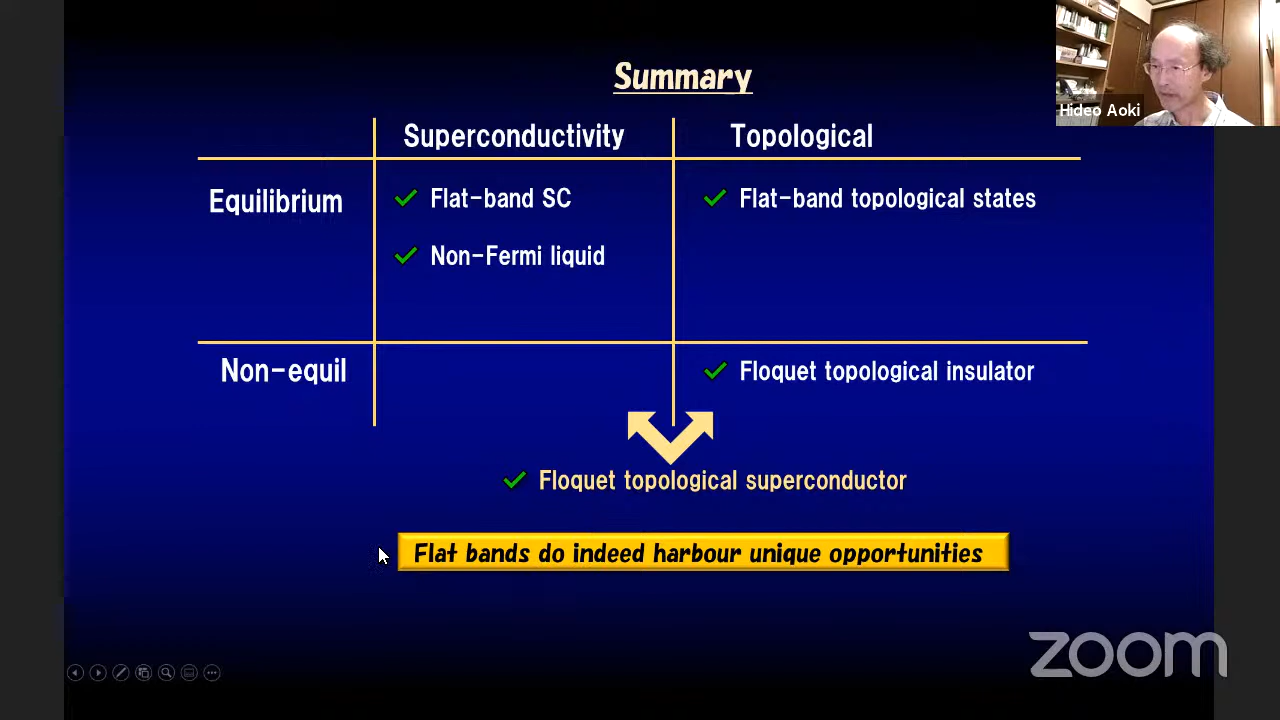 Summary
Hideo Aoki
Superconductivity
Topological
Equilibrium
Flat-band SC
Flat-band topological states
Non-Fermi liquid
Non-equil
Floquet topological insulator
Floquet topological superconductor
Flat bands do indeed harbour unique opportunities
zoom